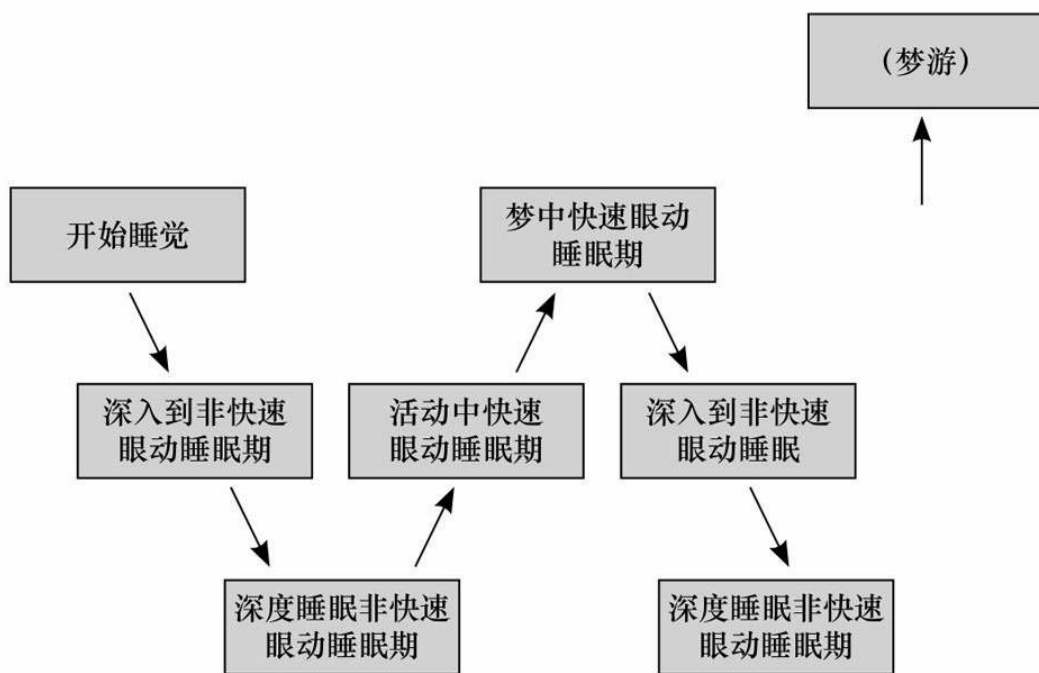 (梦游)
开始睡觉
梦中快速眼动
睡眠期
深入到非快速
眼动睡眠期
活动中快速
眼动睡眠期
深入到非快速
眼动睡眠
深度睡眠非快速
眼动睡眠期
深度睡眠非快速
眼动睡眠期